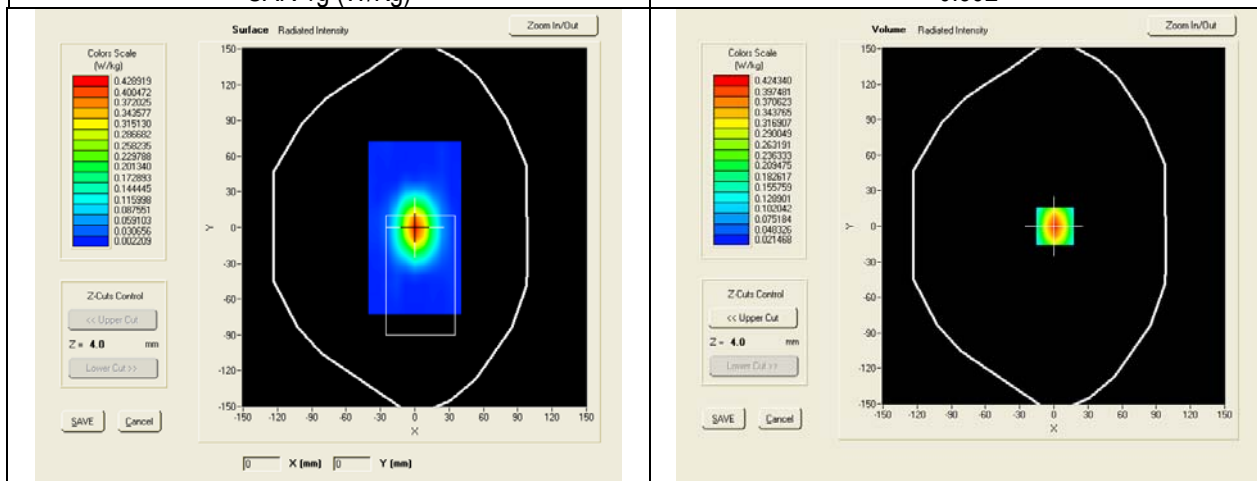 SAR 1g (W/Kg)
Surface Radiated Intensity
Zoom In/Out
Colors Scale
(W/kg)
0.428919
0.400472
0.372025
0.343577
0.315130
0.286682
0.258235
0.229788
0.201340
0.172893
0.144445
0.115998
0.087551
0.059103
0.030656
0.002209
Z-Cuts Control
<< Upper Cut
Z = 4.0 mm
Lower Cut >>
SAVE
Cancel
150
120
90
60
30
0
-30
-60
-90
-120
-150
Y
-150 -120 -90 -60 -30 0 30 60 90 120 150
X
0 X (mm) 0 Y (mm)
Volume Radiated Intensity
Zoom In/Out
Colors Scale
(W/kg)
0.424340
0.397481
0.370623
0.343765
0.316907
0.290049
0.263191
0.236333
0.209475
0.182617
0.155759
0.128901
0.102042
0.075184
0.048326
0.021468
Z-Cuts Control
<< Upper Cut
Z = 4.0 mm
Lower Cut >>
SAVE
Cancel
150
120
90
60
30
0
-30
-60
-90
-120
-150
Y
-150 -120 -90 -60 -30 0 30 60 90 120 150
X